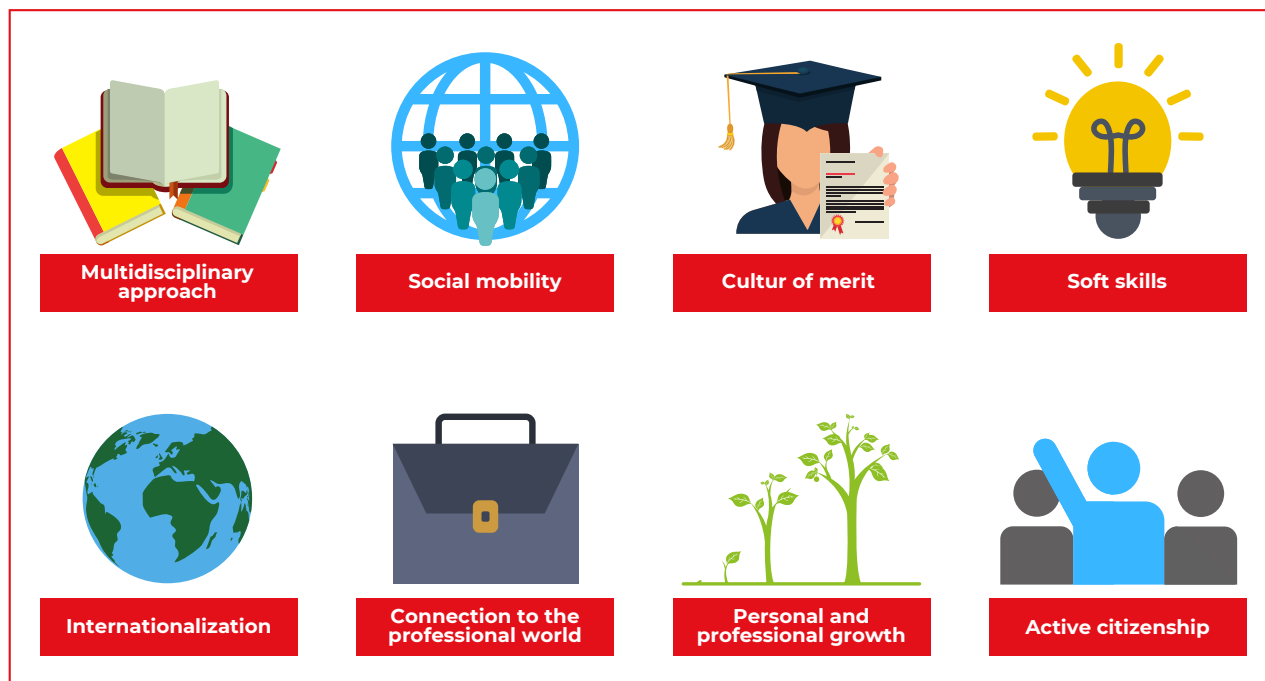 Multidisciplinary
approach
Social mobility
Cultur of merit
Soft skills
Internationalization
Connection to the
professional world
Personal and
professional growth
Active citizenship